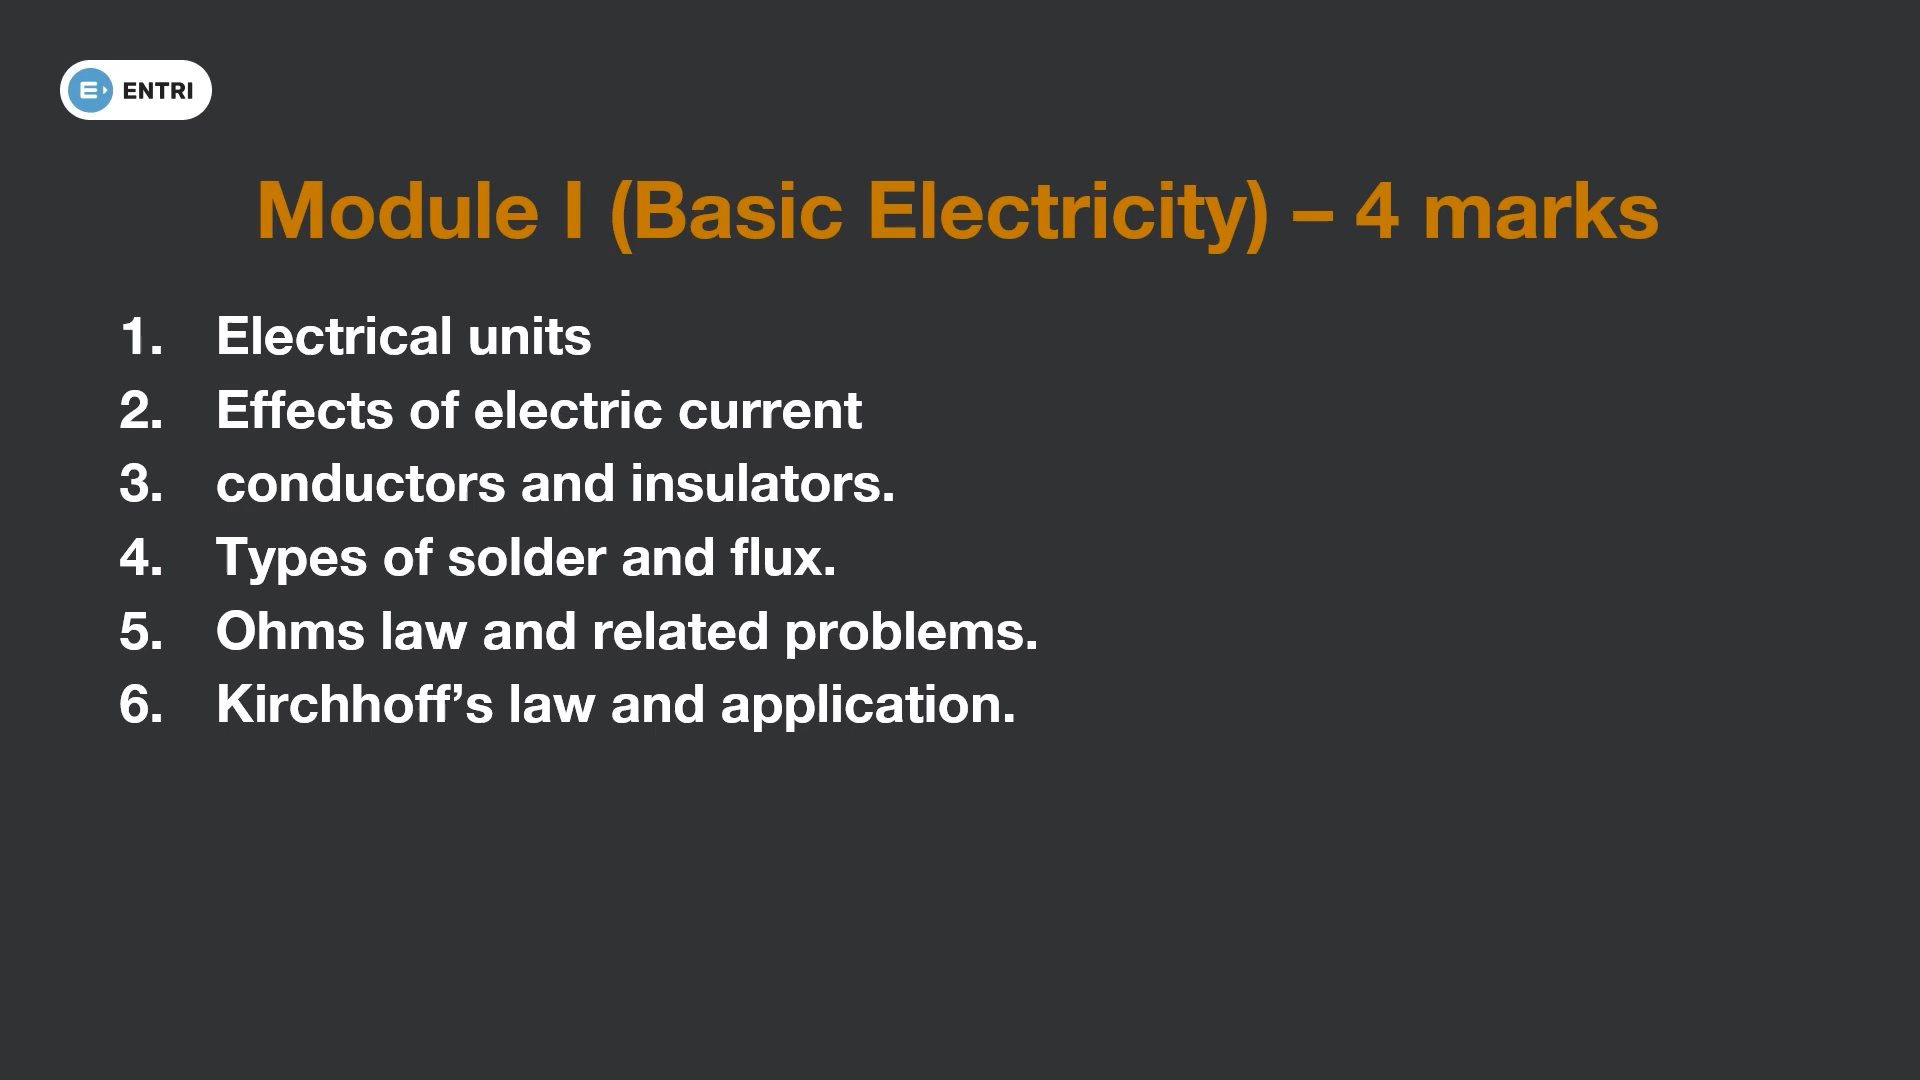 ENTRI
Module I (Basic Electricity) – 4 marks
1. Electrical units
2. Effects of electric current
3. conductors and insulators.
4. Types of solder and flux.
5. Ohms law and related problems.
6. Kirchhoff’s law and application.